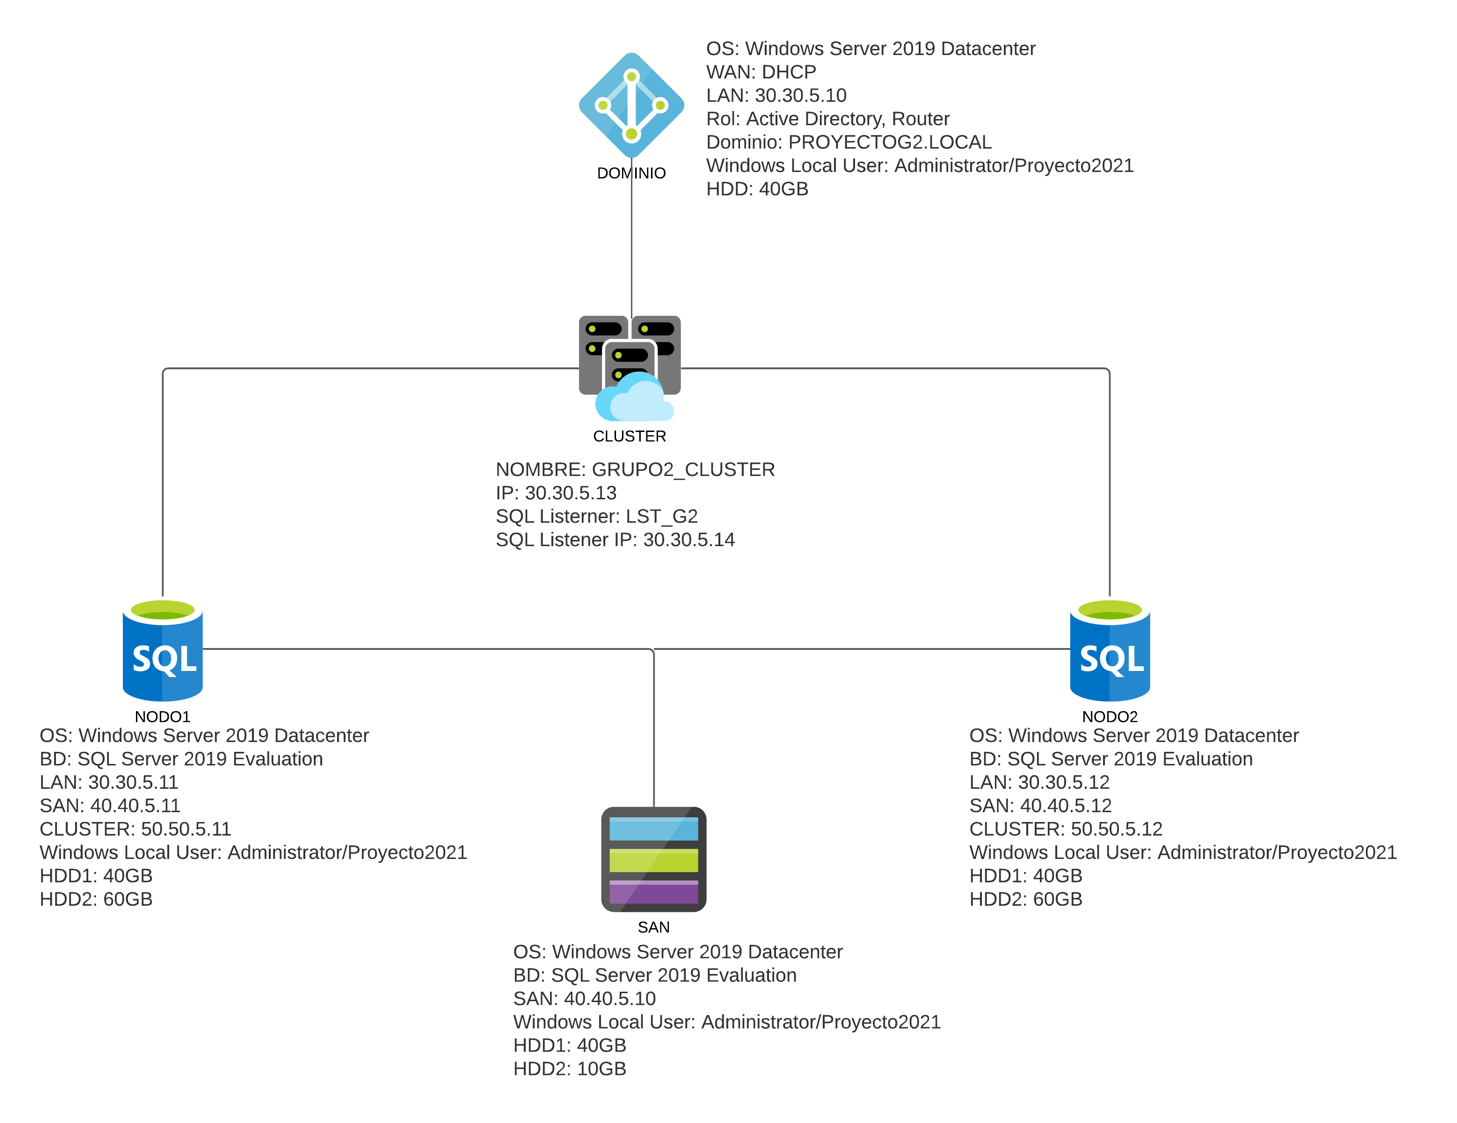 OS: Windows Server 2019 Datacenter
WAN: DHCP
LAN: 30.30.5.10
Rol: Active Directory, Router
Dominio: PROYECTOG2.LOCAL
Windows Local User: Administrator/Proyecto2021
HDD: 40GB
DOMINIO
CLUSTER
NOMBRE: GRUPO2_CLUSTER
IP: 30.30.5.13
SQL Listerner: LST_G2
SQL Listener IP: 30.30.5.14
SQL
NODO1
OS: Windows Server 2019 Datacenter
BD: SQL Server 2019 Evaluation
LAN: 30.30.5.11
SAN: 40.40.5.11
CLUSTER: 50.50.5.11
Windows Local User: Administrator/Proyecto2021
HDD1: 40GB
HDD2: 60GB
SQL
NODO2
OS: Windows Server 2019 Datacenter
BD: SQL Server 2019 Evaluation
LAN: 30.30.5.12
SAN: 40.40.5.12
CLUSTER: 50.50.5.12
Windows Local User: Administrator/Proyecto2021
HDD1: 40GB
HDD2: 60GB
SAN
OS: Windows Server 2019 Datacenter
BD: SQL Server 2019 Evaluation
SAN: 40.40.5.10
Windows Local User: Administrator/Proyecto2021
HDD1: 40GB
HDD2: 10GB